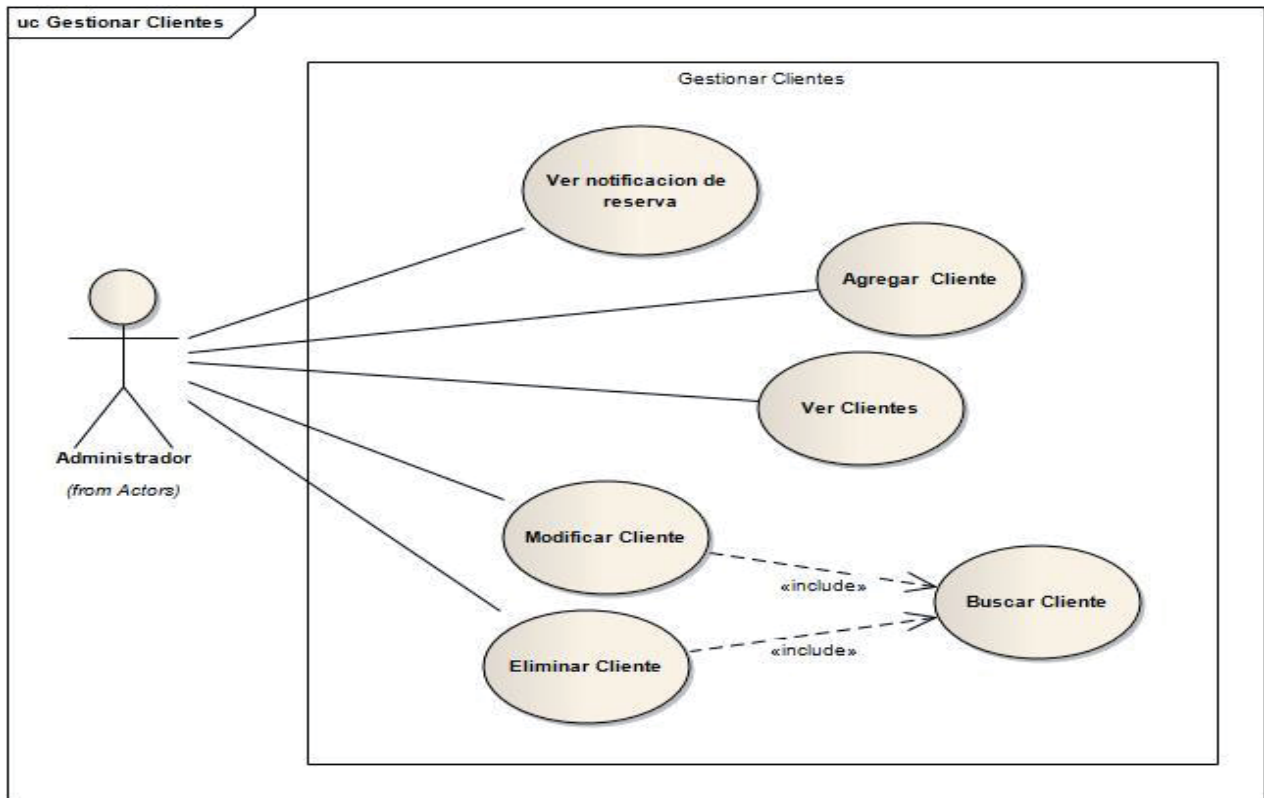 uc Gestionar Clientes
Gestionar Clientes
Ver notificacion de
reserva
Agregar Cliente
Ver Clientes
Administrador
(from Actors)
Modificar Cliente
«include»
Buscar Cliente
Eliminar Cliente
«include»